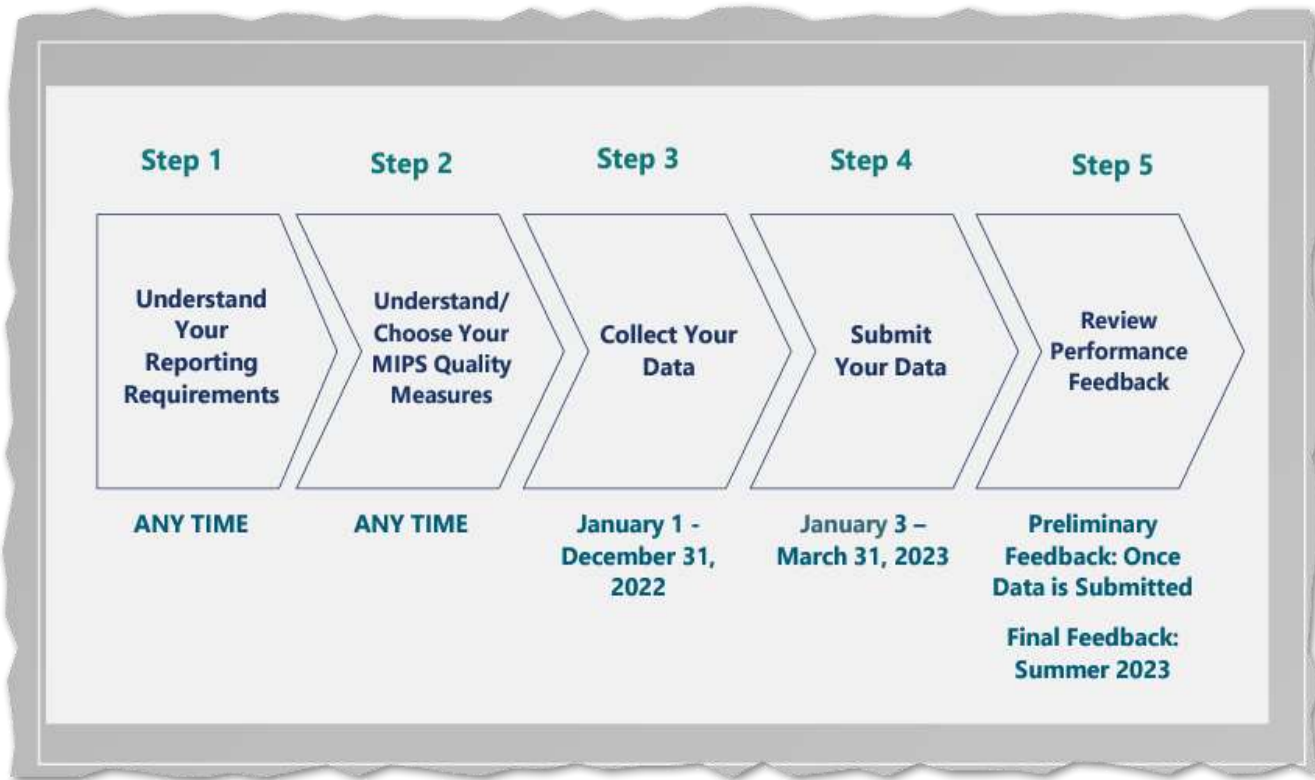 Step 1
Understand
Your
Reporting
Requirements
ANY TIME
Step 2
Understand/
Choose Your
MIPS Quality
Measures
ANY TIME
Step 3
Collect Your
Data
January 1 -
December 31,
2022
Step 4
Submit
Your Data
January 3 –
March 31, 2023
Step 5
Review
Performance
Feedback
Preliminary
Feedback: Once
Data is Submitted
Final Feedback:
Summer 2023